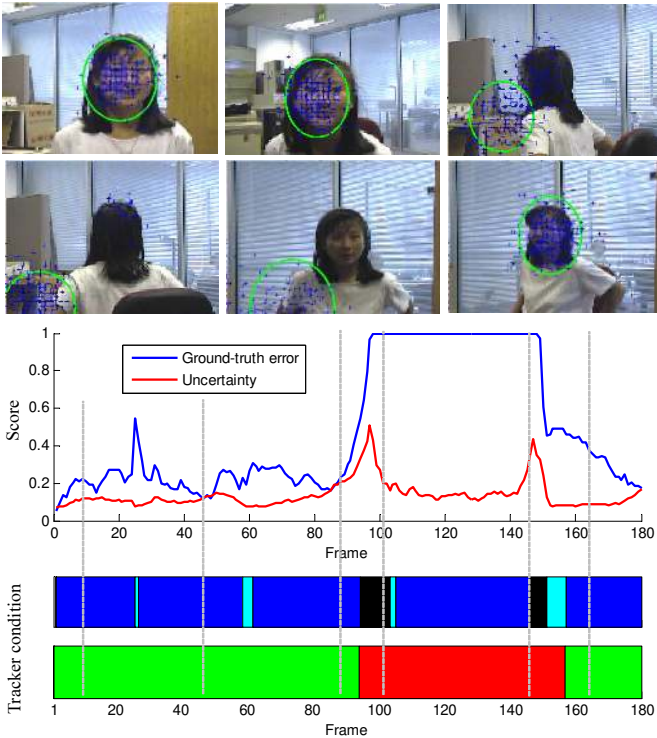 1
0.8
0.6
0.4
0.2
0
Score
Ground-truth error
Uncertainty
0 20 40 60 80 100 120 140 160 180
Frame
Tracker condition
1 20 40 60 80 100 120 140 160 180
Frame